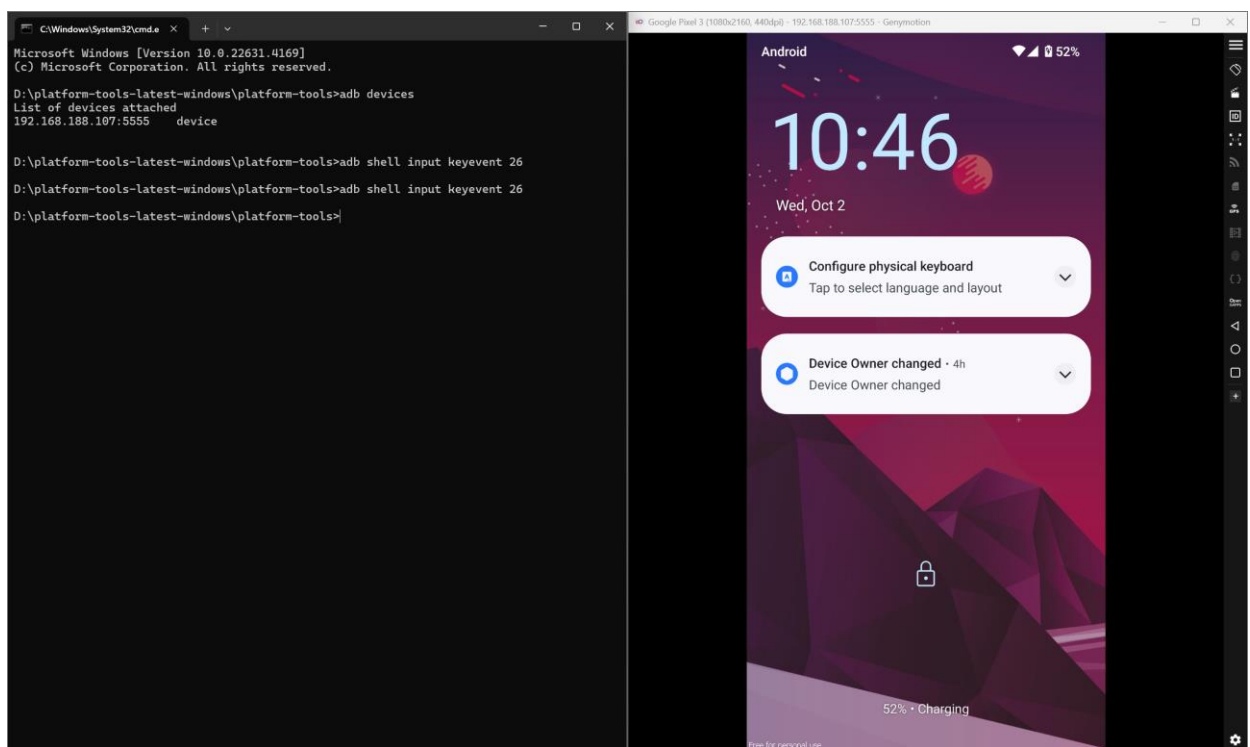 C:\Windows\System32\cmd.e
Microsoft Windows [Version 10.0.22631.4169]
(c) Microsoft Corporation. All rights reserved.
D:\platform-tools-latest-windows\platform-tools>adb devices
List of devices attached
192.168.188.107:5555    device
D:\platform-tools-latest-windows\platform-tools>adb shell input keyevent 26
D:\platform-tools-latest-windows\platform-tools>adb shell input keyevent 26
D:\platform-tools-latest-windows\platform-tools>
Google Pixel 3 (1080x2160, 440dpi) - 192.168.188.107:5555 - Genymotion
Android 52%
10:46
Wed, Oct 2
Configure physical keyboard
Tap to select language and layout
Device Owner changed · 4h
Device Owner changed
52% • Charging
Free for personal use
ID
GPS